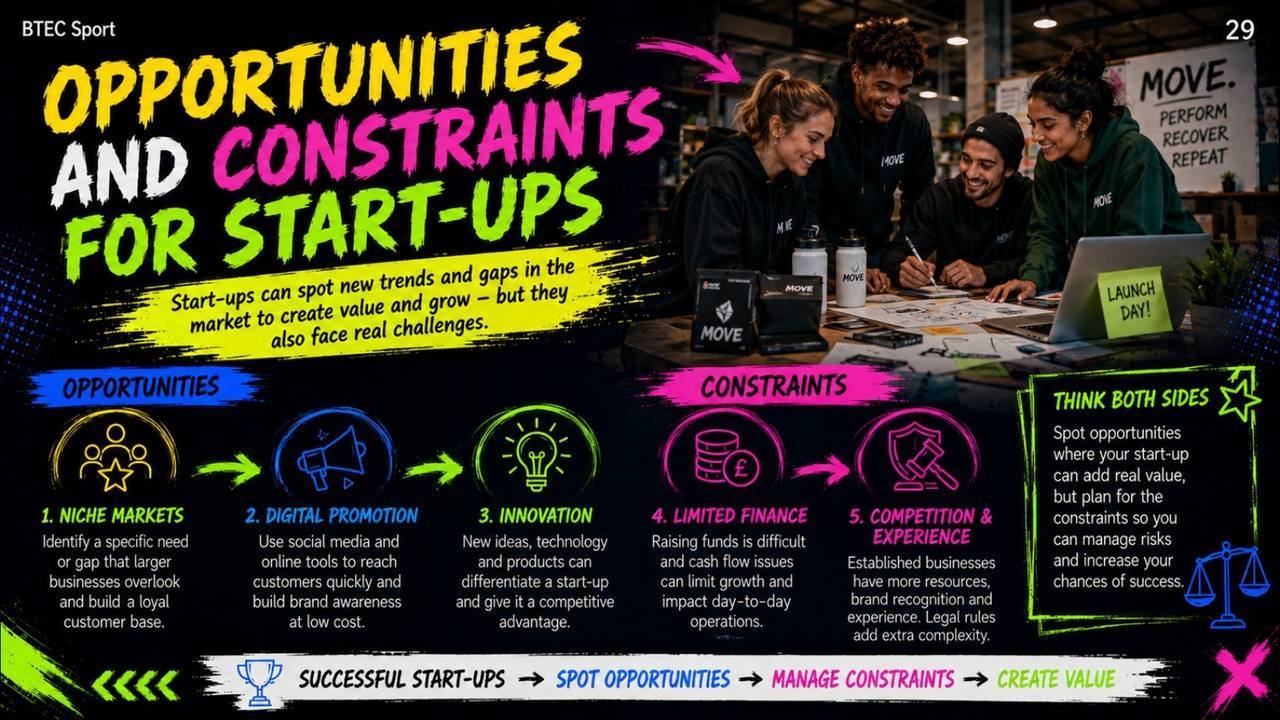 BTEC Sport
29
OPPORTUNITIES
AND CONSTRAINTS
FOR START-UPS
Start-ups can spot new trends and gaps in the
market to create value and grow – but they
also face real challenges.
MOVE.
PERFORM
RECOVER
REPEAT
MOVE
MOVE
MOVE
MOVE
MOVE
MOVE
LAUNCH
DAY!
OPPORTUNITIES
1. NICHE MARKETS
Identify a specific need
or gap that larger
businesses overlook
and build a loyal
customer base.
2. DIGITAL PROMOTION
Use social media and
online tools to reach
customers quickly and
build brand awareness
at low cost.
3. INNOVATION
New ideas, technology
and products can
differentiate a start-up
and give it a competitive
advantage.
CONSTRAINTS
£
4. LIMITED FINANCE
Raising funds is difficult
and cash flow issues
can limit growth and
impact day-to-day
operations.
5. COMPETITION &
EXPERIENCE
Established businesses
have more resources,
brand recognition and
experience. Legal rules
add extra complexity.
THINK BOTH SIDES
Spot opportunities
where your start-up
can add real value,
but plan for the
constraints so you
can manage risks
and increase your
chances of success.
SUCCESSFUL START-UPS → SPOT OPPORTUNITIES → MANAGE CONSTRAINTS → CREATE VALUE